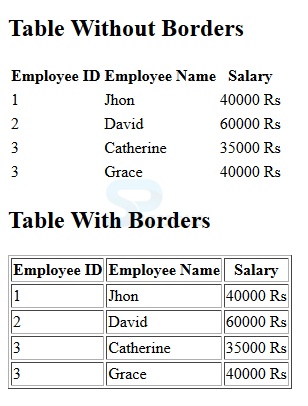 Table Without Borders
Employee ID Employee Name Salary
1 Jhon 40000 Rs
2 David 60000 Rs
3 Catherine 35000 Rs
3 Grace 40000 Rs
Table With Borders
Employee ID Employee Name Salary
1 Jhon 40000 Rs
2 David 60000 Rs
3 Catherine 35000 Rs
3 Grace 40000 Rs